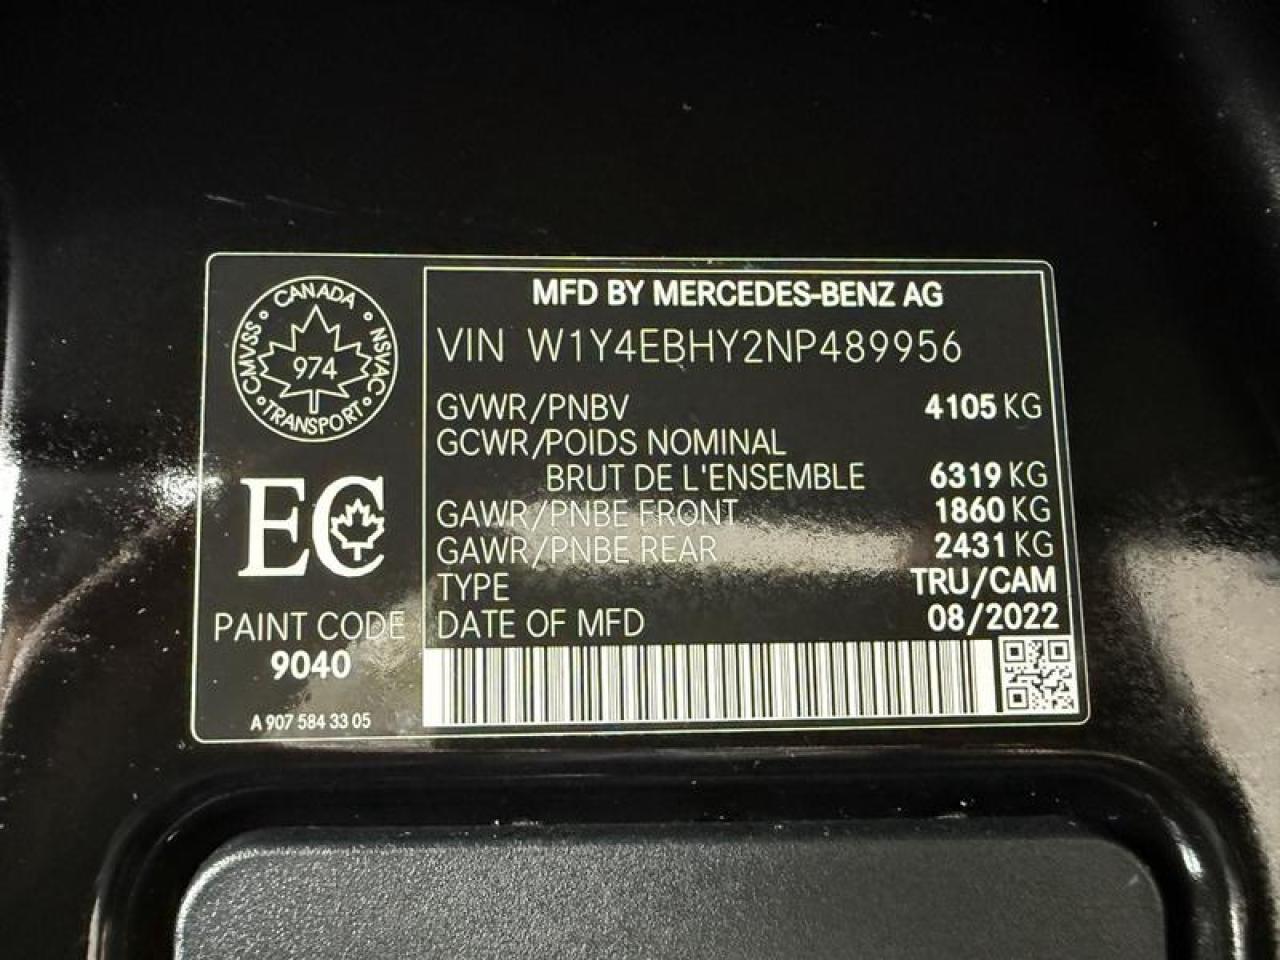 CANADA
CMVSS
NSVAC
974
TRANSPORT
EC
PAINT CODE
9040
A 907 584 33 05
MFD BY MERCEDES-BENZ AG
VIN W1Y4EBHY2NP489956
GVWR/PNBV 4105 KG
GCWR/POIDS NOMINAL
BRUT DE L'ENSEMBLE 6319 KG
GAWR/PNBE FRONT 1860 KG
GAWR/PNBE REAR 2431 KG
TYPE TRU/CAM
DATE OF MFD 08/2022